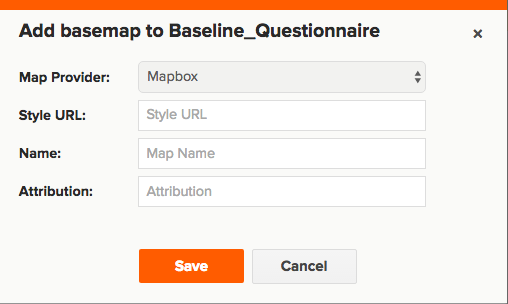 Add basemap to Baseline_Questionnaire ×
Map Provider: Mapbox
Style URL: Style URL
Name: Map Name
Attribution: Attribution
Save Cancel